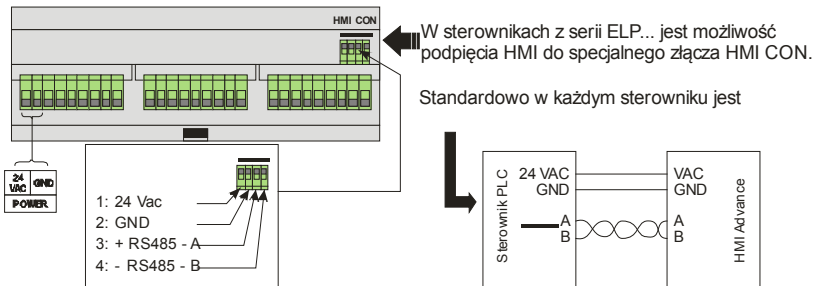 HMI CON
W sterownikach z serii ELP... jest możliwość
podpięcia HMI do specjalnego złącza HMI CON.
Standardowo w każdym sterowniku jest
24 VAC
GND
POWER
1: 24 Vac
2: GND
3: + RS485 - A
4: - RS485 - B
Sterownik PLC
24 VAC
GND
A
B
VAC
GND
A
B
HMI Advance